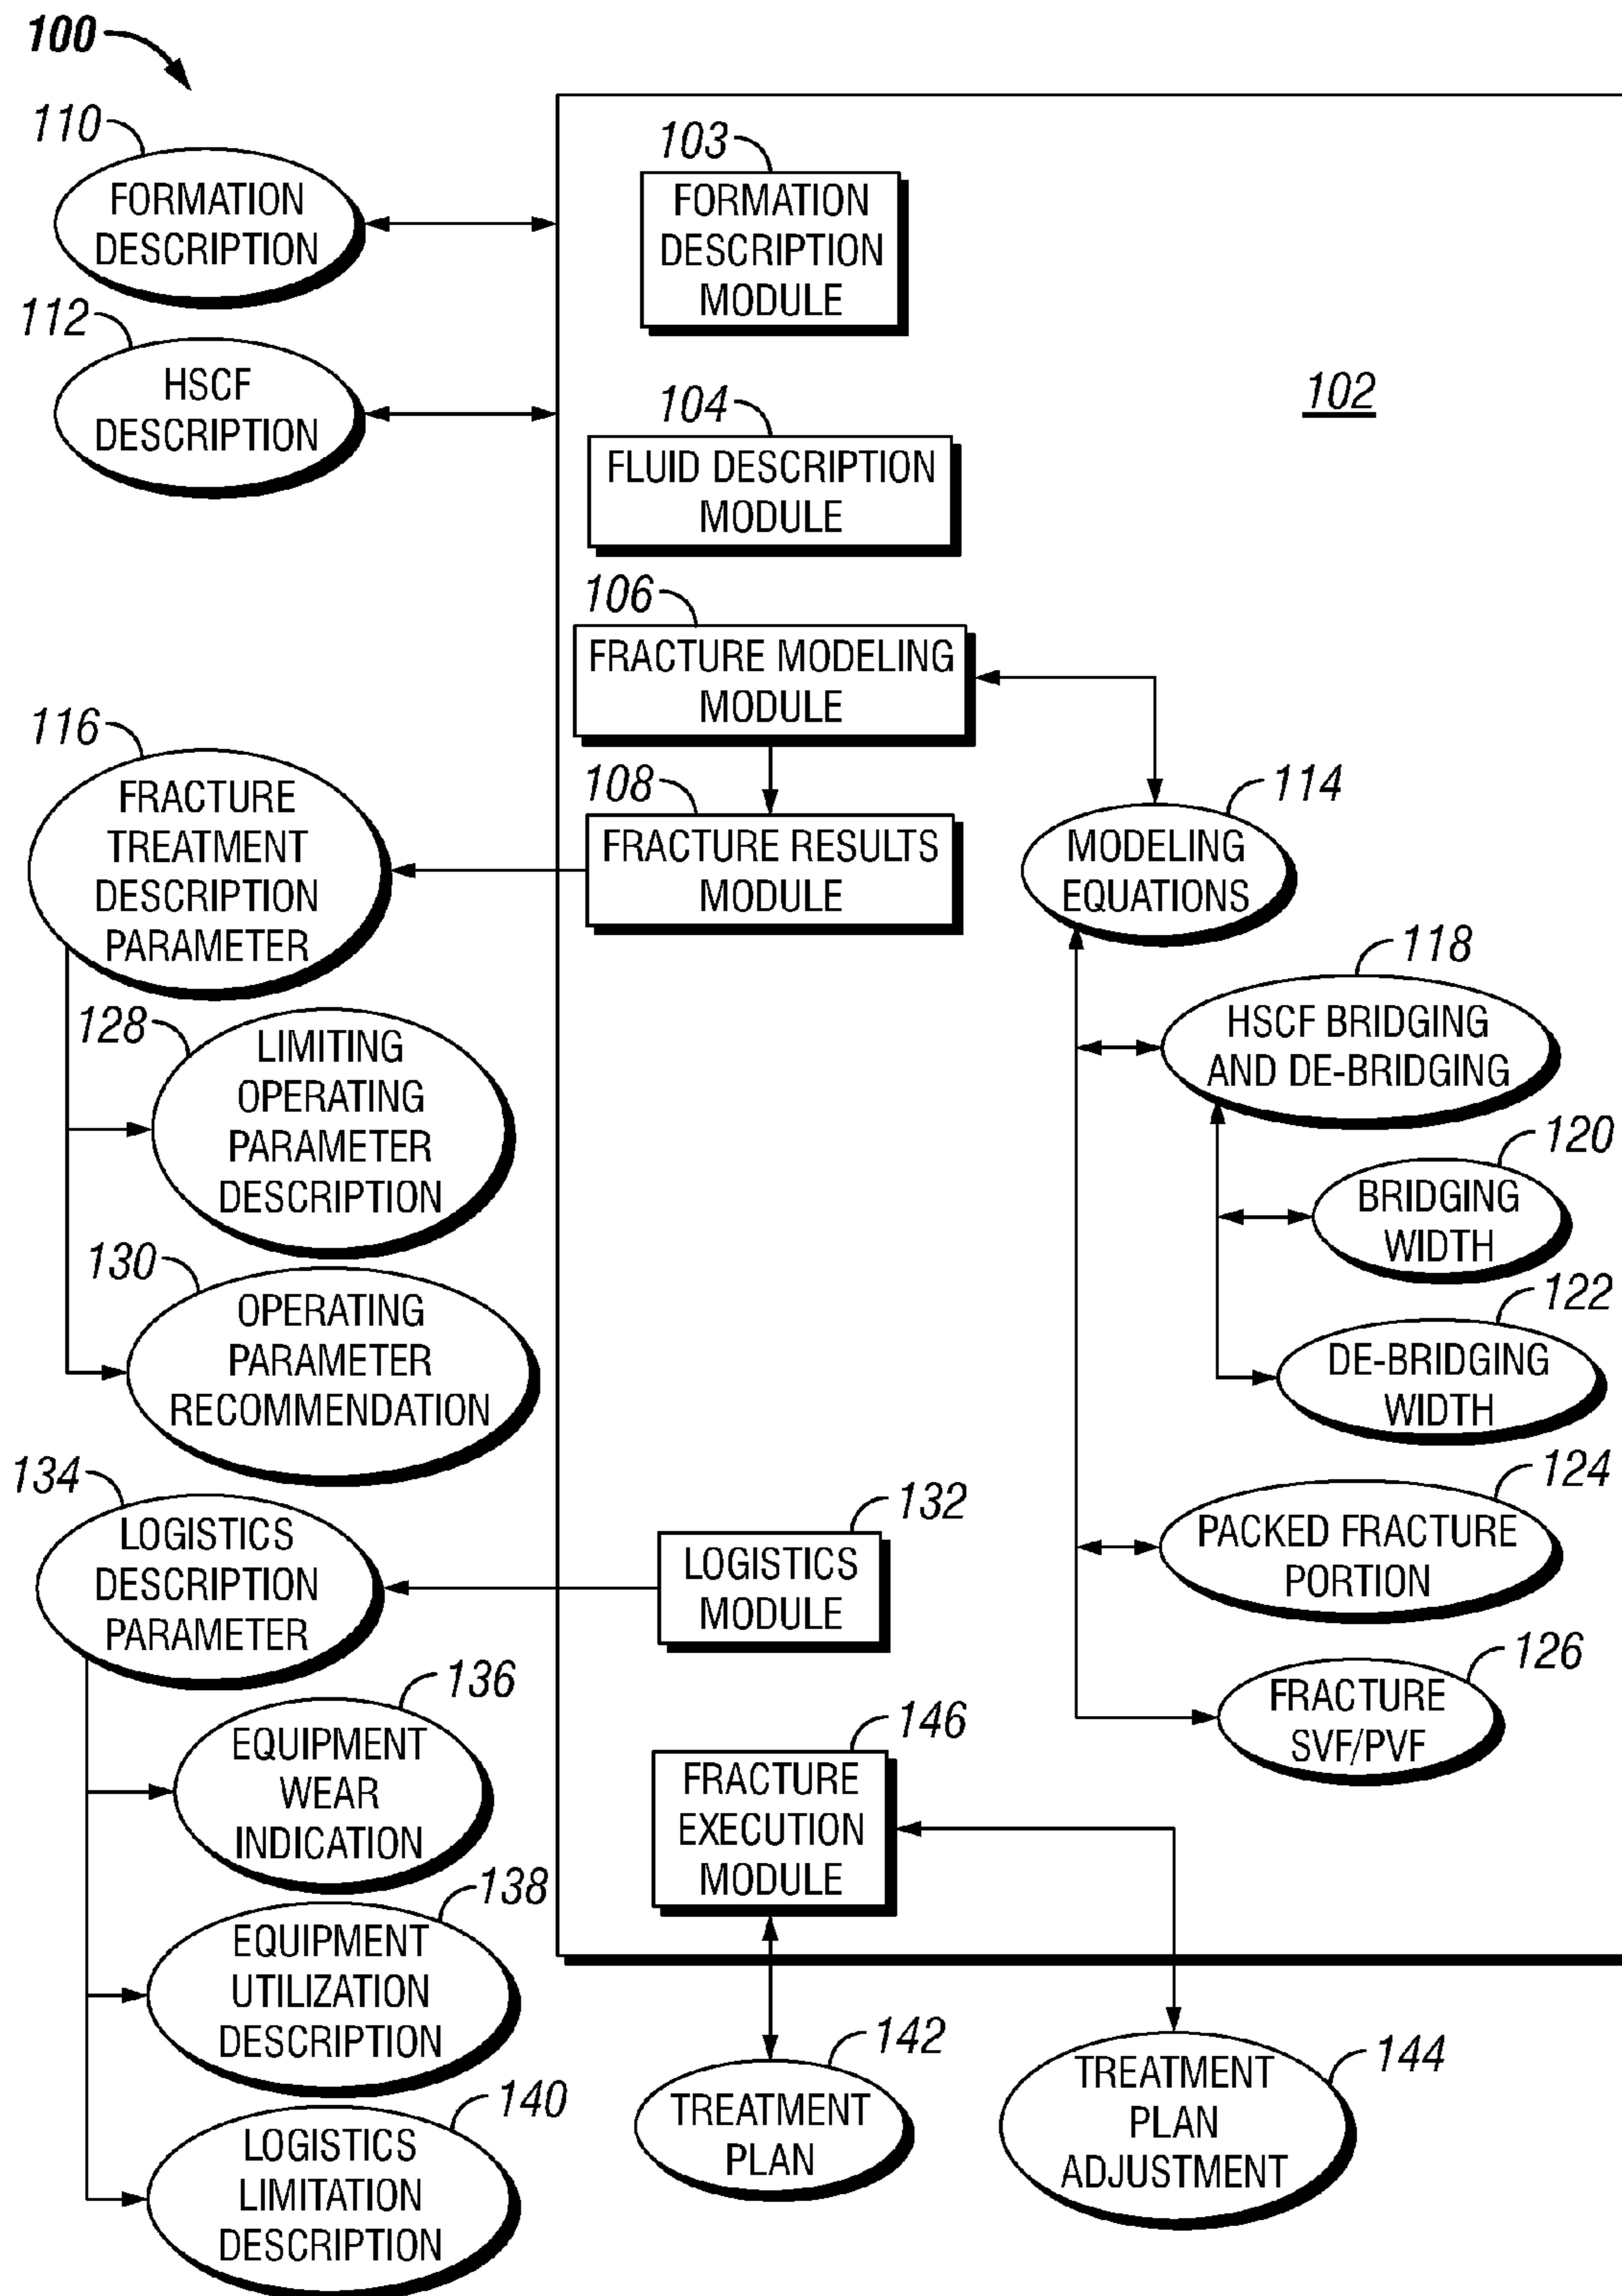 100
110
FORMATION
DESCRIPTION
112
HSCF
DESCRIPTION
103
FORMATION
DESCRIPTION
MODULE
102
104
FLUID DESCRIPTION
MODULE
106
FRACTURE MODELING
MODULE
108
FRACTURE RESULTS
MODULE
114
MODELING
EQUATIONS
116
FRACTURE
TREATMENT
DESCRIPTION
PARAMETER
128
LIMITING
OPERATING
PARAMETER
DESCRIPTION
130
OPERATING
PARAMETER
RECOMMENDATION
118
HSCF BRIDGING
AND DE-BRIDGING
120
BRIDGING
WIDTH
122
DE-BRIDGING
WIDTH
124
PACKED FRACTURE
PORTION
126
FRACTURE
SVF/PVF
134
LOGISTICS
DESCRIPTION
PARAMETER
132
LOGISTICS
MODULE
136
EQUIPMENT
WEAR
INDICATION
138
EQUIPMENT
UTILIZATION
DESCRIPTION
140
LOGISTICS
LIMITATION
DESCRIPTION
146
FRACTURE
EXECUTION
MODULE
142
TREATMENT
PLAN
144
TREATMENT
PLAN
ADJUSTMENT